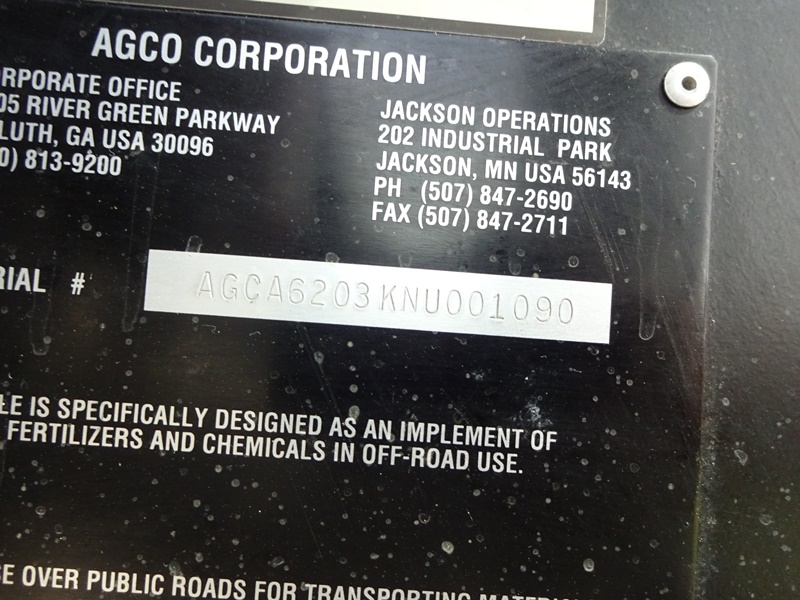 AGCO CORPORATION
ORPORATE OFFICE
05 RIVER GREEN PARKWAY
LUTH, GA USA 30096
0) 813-9200
JACKSON OPERATIONS
202 INDUSTRIAL PARK
JACKSON, MN USA 56143
PH (507) 847-2690
FAX (507) 847-2711
RIAL # AGCA6203KNU001090
LE IS SPECIFICALLY DESIGNED AS AN IMPLEMENT OF
FERTILIZERS AND CHEMICALS IN OFF-ROAD USE.
CE OVER PUBLIC ROADS FOR TRANSPORTING